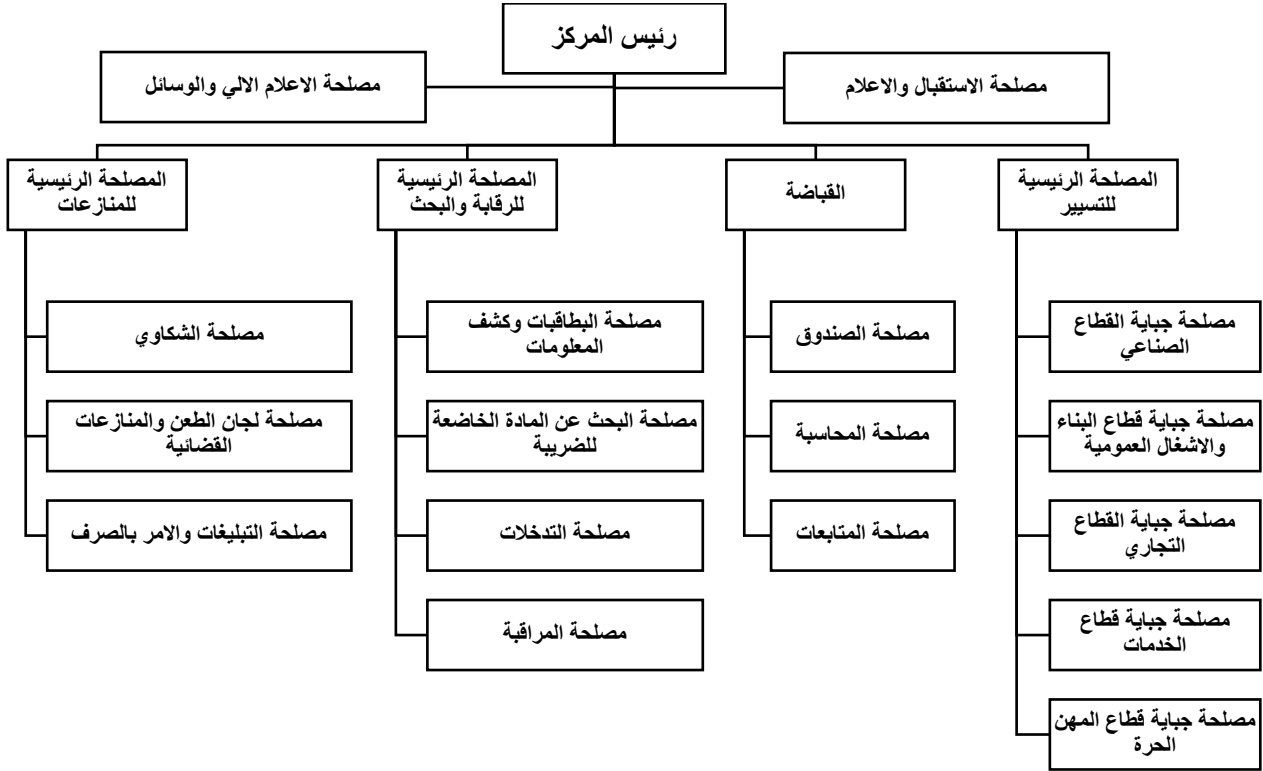 رئيس المركز
مصلحة الاستقبال والاعلام
مصلحة الاعلام الالي والوسائل
المصلحة الرئيسية
للتسيير
القباضة
المصلحة الرئيسية
للرقابة والبحث
المصلحة الرئيسية
للمنازعات
مصلحة جباية القطاع
الصناعي
مصلحة جباية قطاع البناء
والاشغال العمومية
مصلحة جباية القطاع
التجاري
مصلحة جباية قطاع
الخدمات
مصلحة جباية قطاع المهن
الحرة
مصلحة الصندوق
مصلحة المحاسبة
مصلحة المتابعات
مصلحة البطاقبات وكشف
المعلومات
مصلحة البحث عن المادة الخاضعة
للضريبة
مصلحة التدخلات
مصلحة المراقبة
مصلحة الشكاوي
مصلحة لجان الطعن والمنازعات
القضائية
مصلحة التبليغات والامر بالصرف